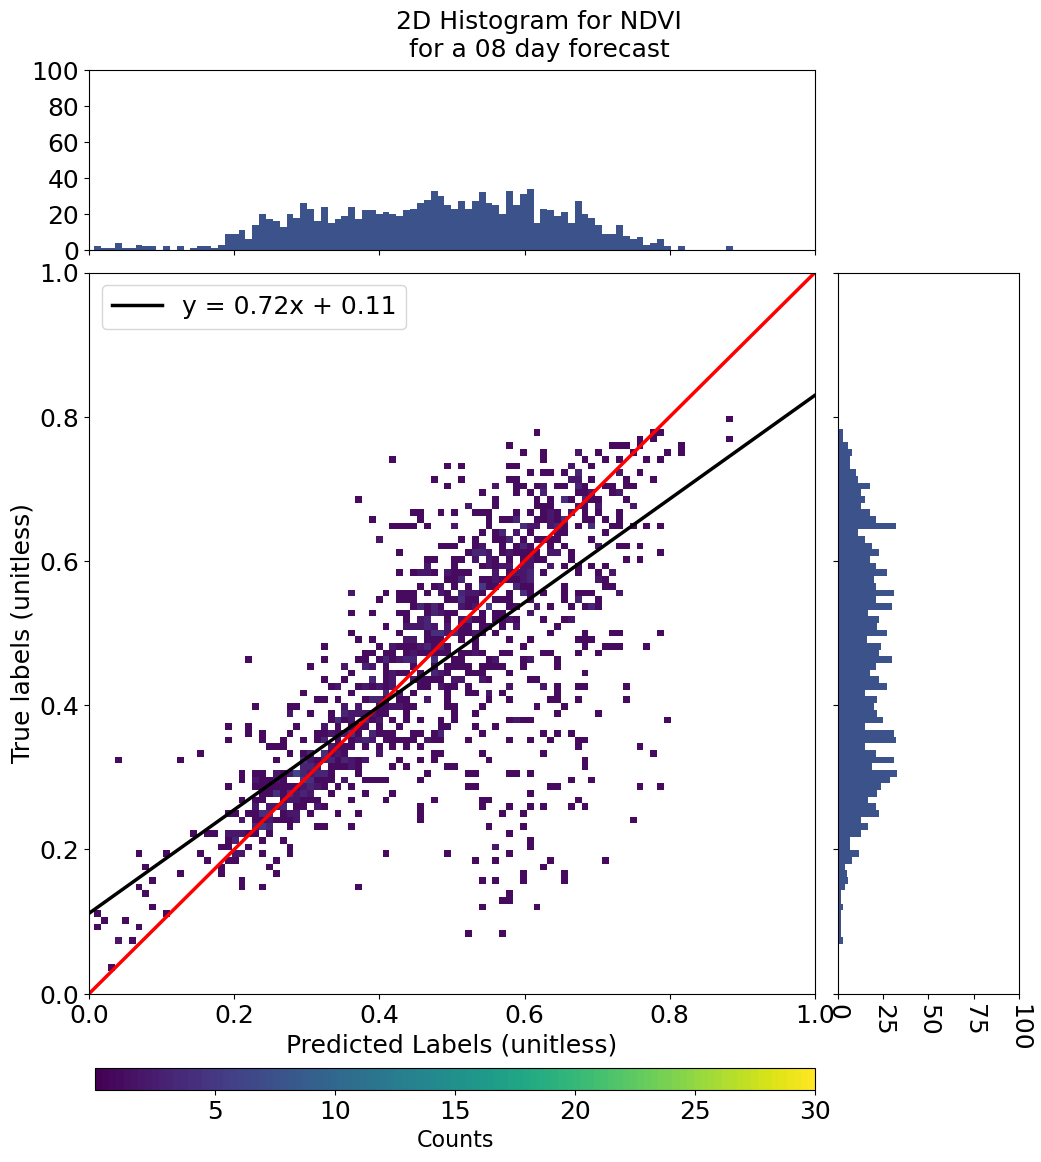 2D Histogram for NDVI
for a 08 day forecast
100
80
60
40
20
0
1.0
0.8
0.6
0.4
0.2
0.0
True labels (unitless)
y = 0.72x + 0.11
0.0 0.2 0.4 0.6 0.8 1.0
Predicted Labels (unitless)
0 25 50 75 100
5 10 15 20 25 30
Counts